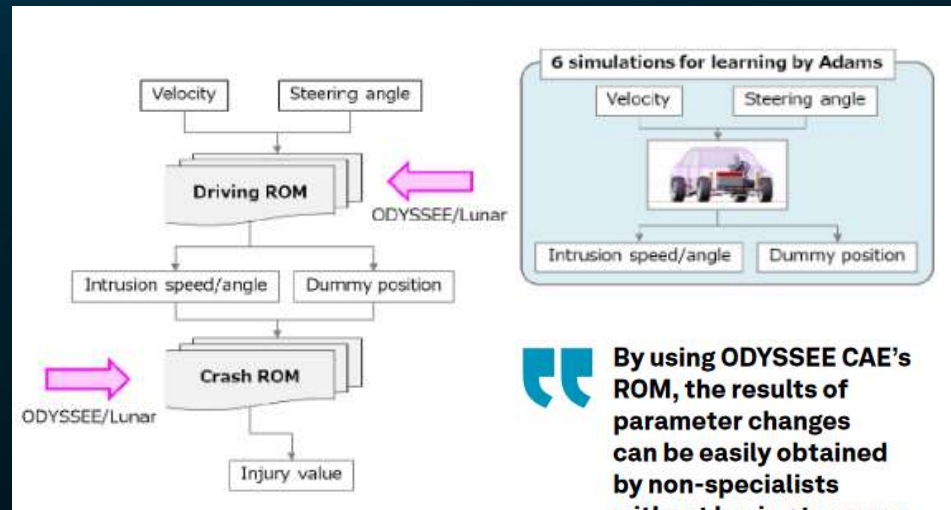 Velocity
Steering angle
Driving ROM
ODYSSEE/Lunar
Intrusion speed/angle
Dummy position
Crash ROM
ODYSSEE/Lunar
Injury value
6 simulations for learning by Adams
Velocity
Steering angle
Intrusion speed/angle
Dummy position
By using ODYSSEE CAE’s
ROM, the results of
parameter changes
can be easily obtained
by non-specialists